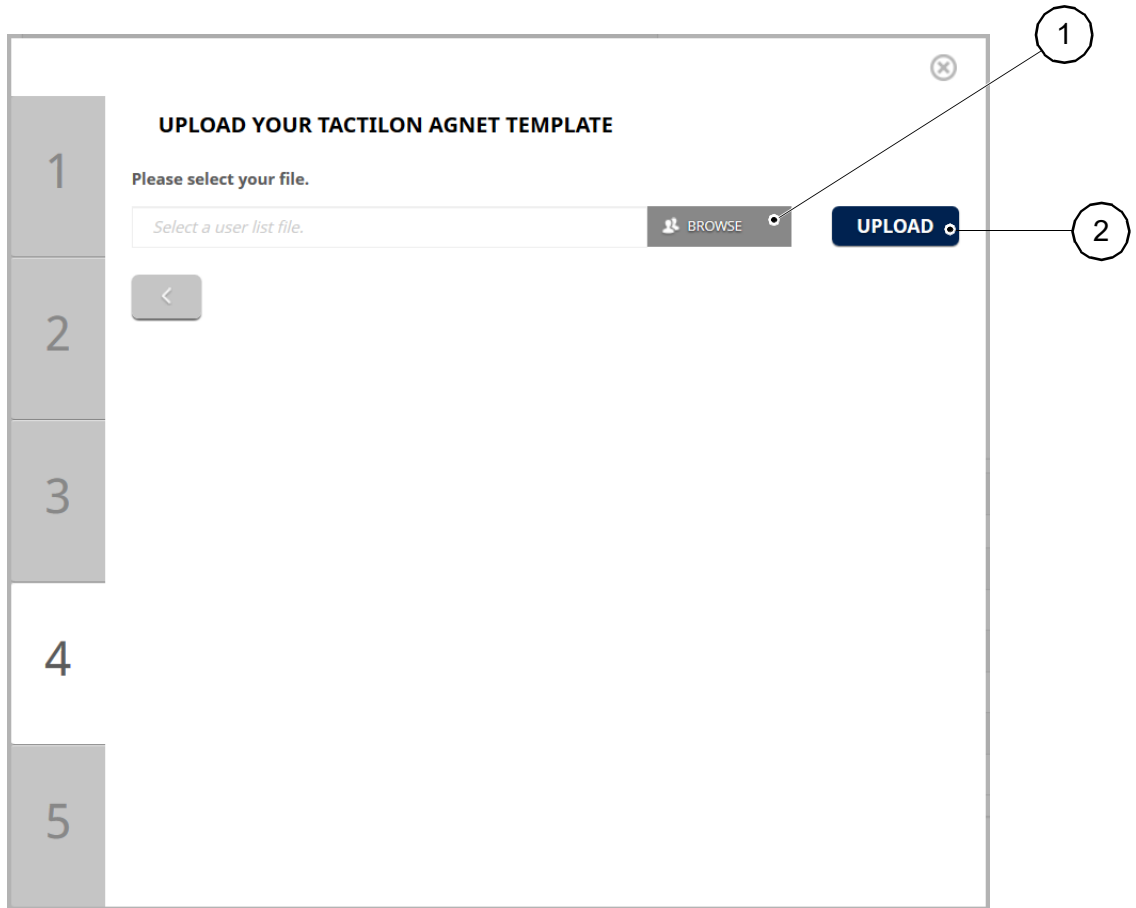 1
UPLOAD YOUR TACTILON AGNET TEMPLATE
1
Please select your file.
Select a user list file.
BROWSE
UPLOAD
2
2
3
4
5